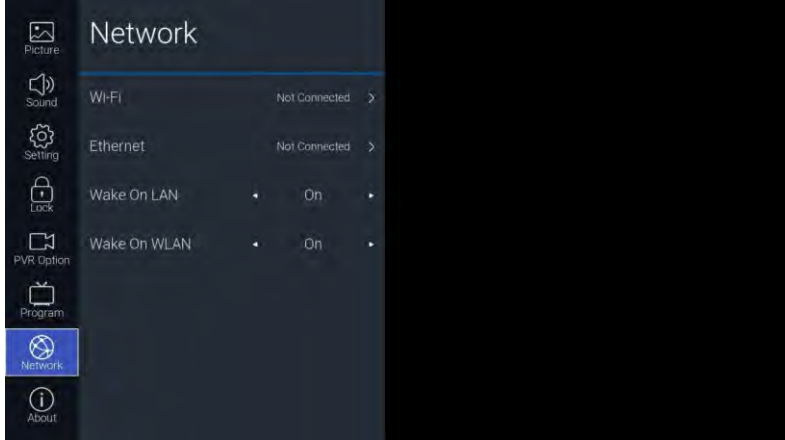 Picture
Sound
Setting
Lock
PVR Option
Program
Network
About
Network
Wi-Fi Not Connected
Ethernet Not Connected
Wake On LAN On
Wake On WLAN On